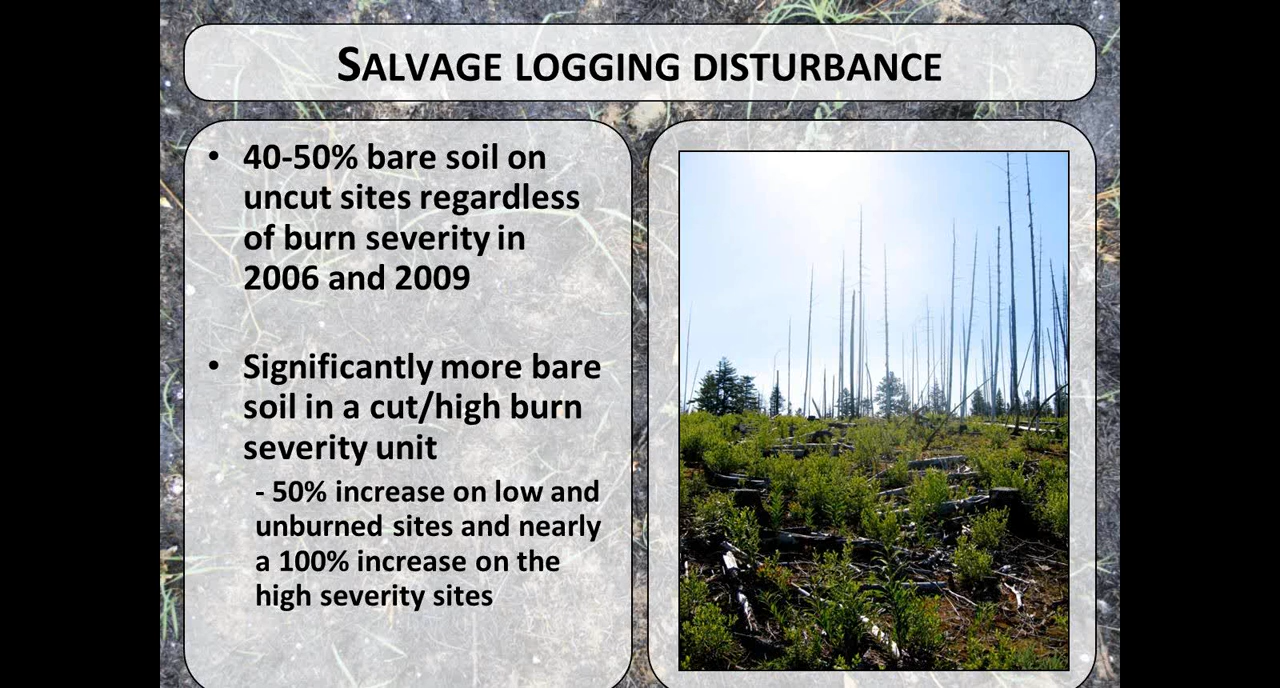 SALVAGE LOGGING DISTURBANCE
• 40-50% bare soil on
uncut sites regardless
of burn severity in
2006 and 2009
• Significantly more bare
soil in a cut/high burn
severity unit
- 50% increase on low and
unburned sites and nearly
a 100% increase on the
high severity sites